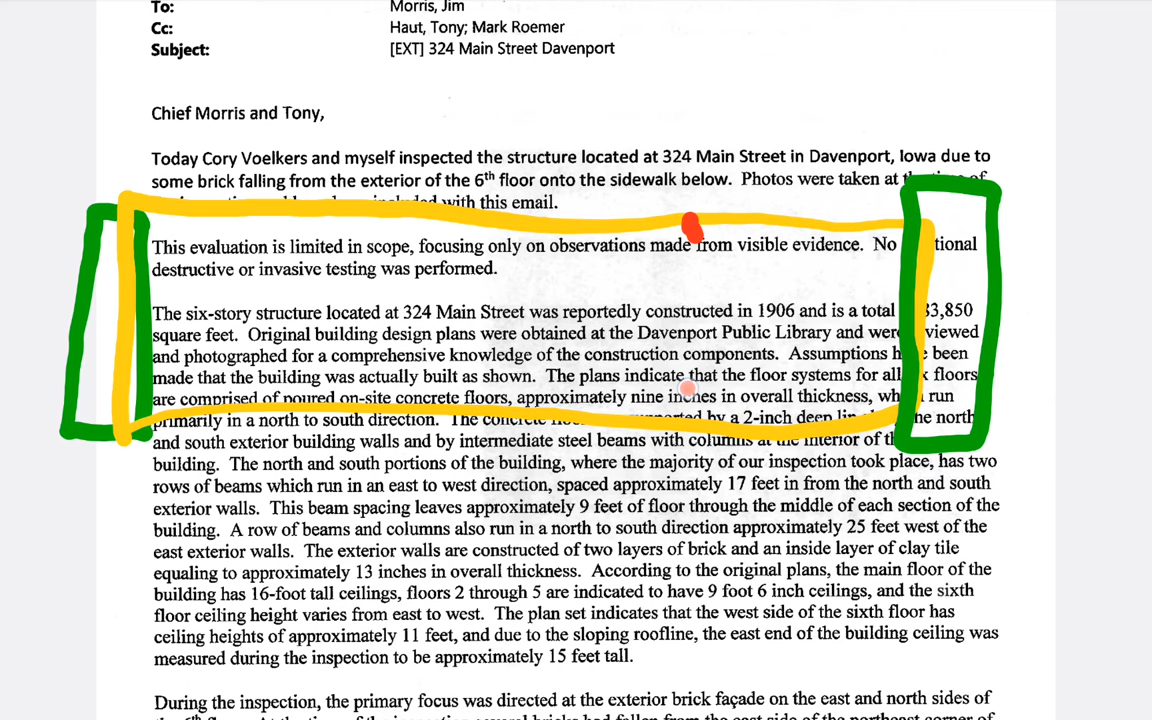 To: Morris, Jim
Cc: Haut, Tony; Mark Roemer
Subject: [EXT] 324 Main Street Davenport
Chief Morris and Tony,
Today Cory Voelkers and myself inspected the structure located at 324 Main Street in Davenport, Iowa due to
some brick falling from the exterior of the 6th floor onto the sidewalk below. Photos were taken at
with this email.
This evaluation is limited in scope, focusing only on observations made from visible evidence. No
destructive or invasive testing was performed.
The six-story structure located at 324 Main Street was reportedly constructed in 1906 and is a total
square feet. Original building design plans were obtained at the Davenport Public Library and were
and photographed for a comprehensive knowledge of the construction components. Assumptions been
made that the building was actually built as shown. The plans indicate that the floor systems for all floors
are comprised of poured on-site concrete floors, approximately nine inches in overall thickness, run
primarily in a north to south direction. The concrete by a 2-inch deep north
and south exterior building walls and by intermediate steel beams with columns at the interior of
building. The north and south portions of the building, where the majority of our inspection took place, has two
rows of beams which run in an east to west direction, spaced approximately 17 feet in from the north and south
exterior walls. This beam spacing leaves approximately 9 feet of floor through the middle of each section of the
building. A row of beams and columns also run in a north to south direction approximately 25 feet west of the
east exterior walls. The exterior walls are constructed of two layers of brick and an inside layer of clay tile
equaling to approximately 13 inches in overall thickness. According to the original plans, the main floor of the
building has 16-foot tall ceilings, floors 2 through 5 are indicated to have 9 foot 6 inch ceilings, and the sixth
floor ceiling height varies from east to west. The plan set indicates that the west side of the sixth floor has
ceiling heights of approximately 11 feet, and due to the sloping roofline, the east end of the building ceiling was
measured during the inspection to be approximately 15 feet tall.
During the inspection, the primary focus was directed at the exterior brick façade on the east and north sides of